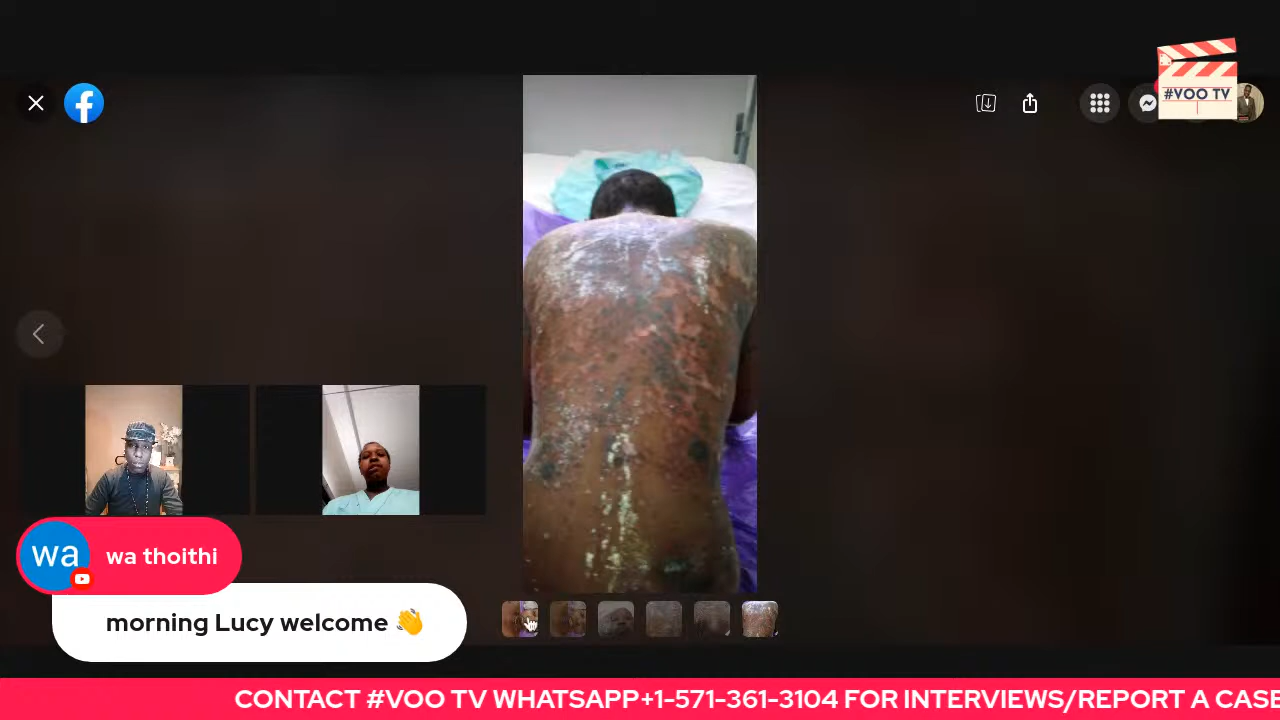 #VOO TV
wa
wa thoithi
morning Lucy welcome 👋
CONTACT #VOO TV WHATSAPP+1-571-361-3104 FOR INTERVIEWS/REPORT A CASE